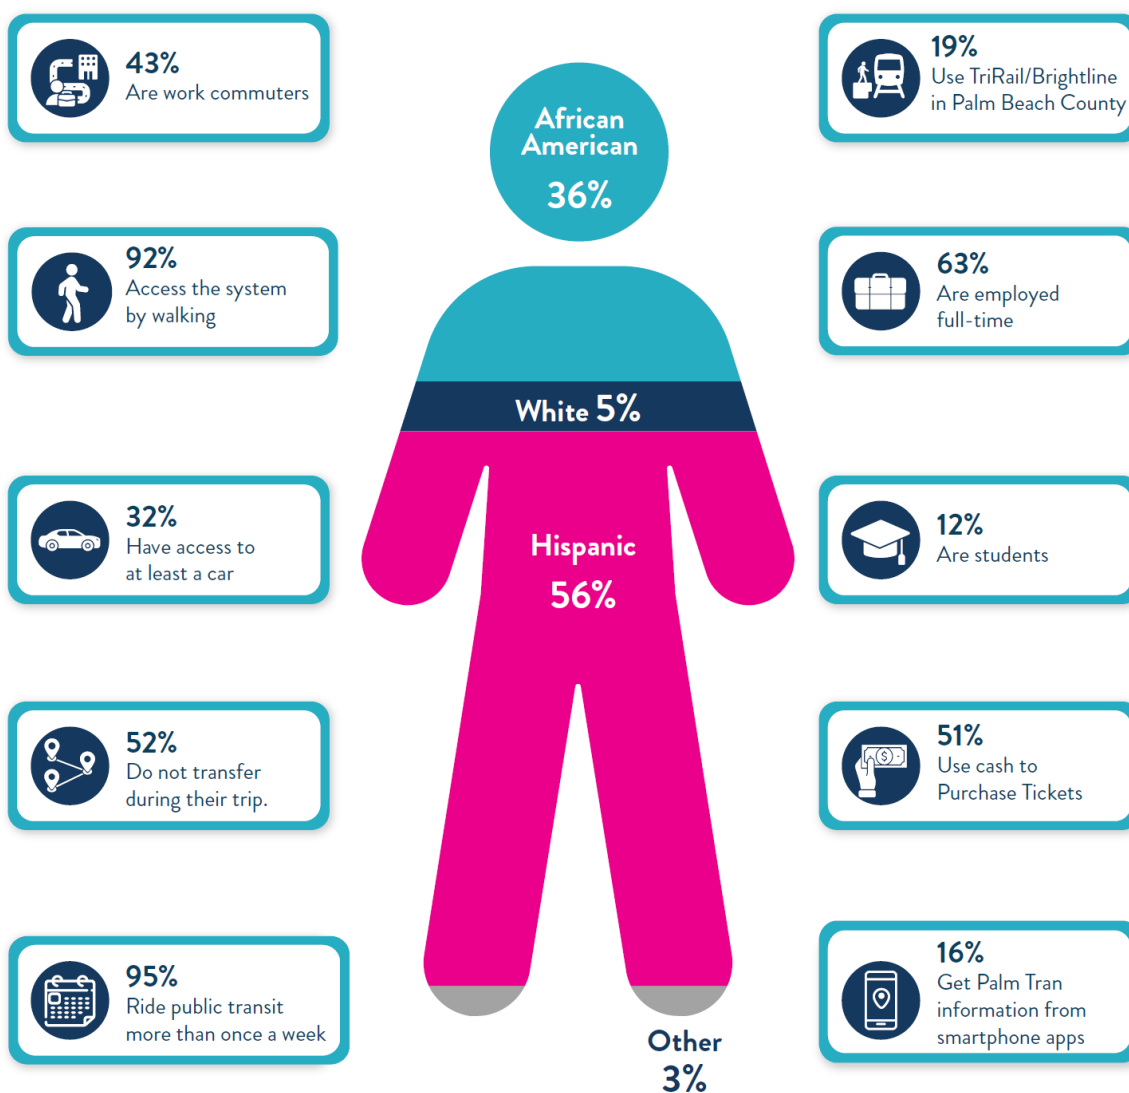 43%
Are work commuters
92%
Access the system
by walking
32%
Have access to
at least a car
52%
Do not transfer
during their trip.
95%
Ride public transit
more than once a week
African
American
36%
White 5%
Hispanic
56%
Other
3%
19%
Use TriRail/Brightline
in Palm Beach County
63%
Are employed
full-time
12%
Are students
51%
Use cash to
Purchase Tickets
16%
Get Palm Tran
information from
smartphone apps